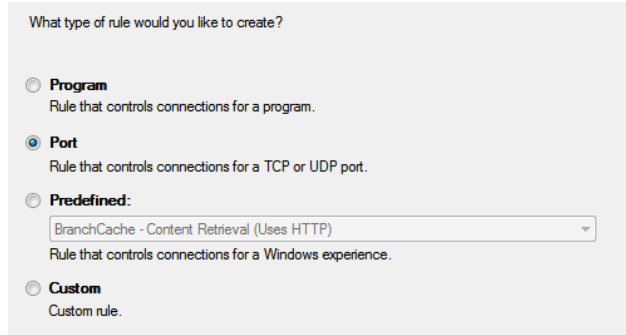 What type of rule would you like to create?
Program
Rule that controls connections for a program.
Port
Rule that controls connections for a TCP or UDP port.
Predefined:
BranchCache - Content Retrieval (Uses HTTP)
Rule that controls connections for a Windows experience.
Custom
Custom rule.